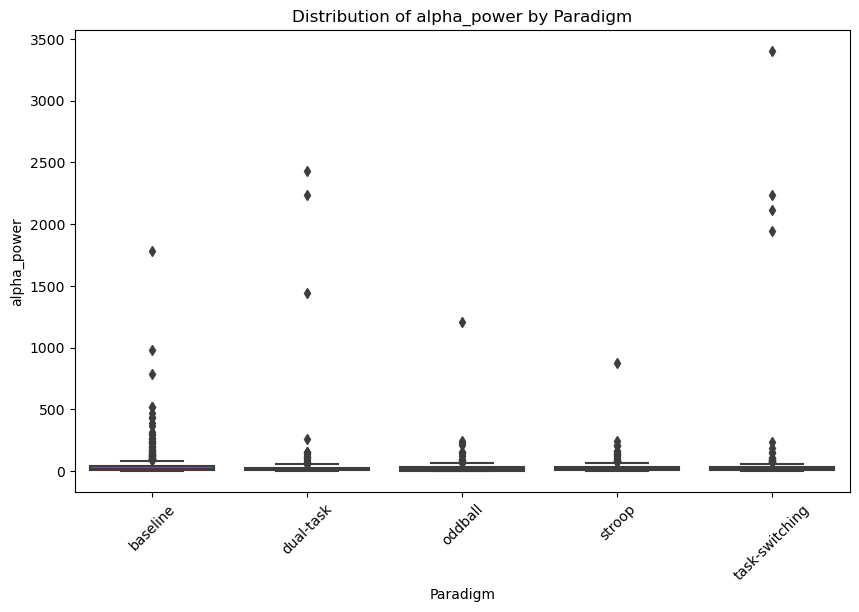 Distribution of alpha_power by Paradigm
3500
3000
2500
2000
1500
1000
500
0
alpha_power
baseline
dual-task
oddball
stroop
task-switching
Paradigm